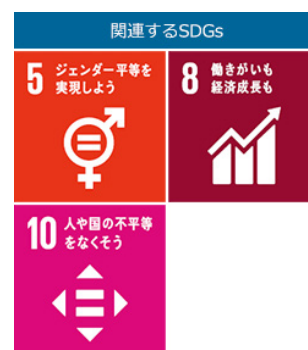 関連するSDGs
5 ジェンダー平等を
実現しよう
8 働きがいも
経済成長も
10 人や国の不平等
をなくそう